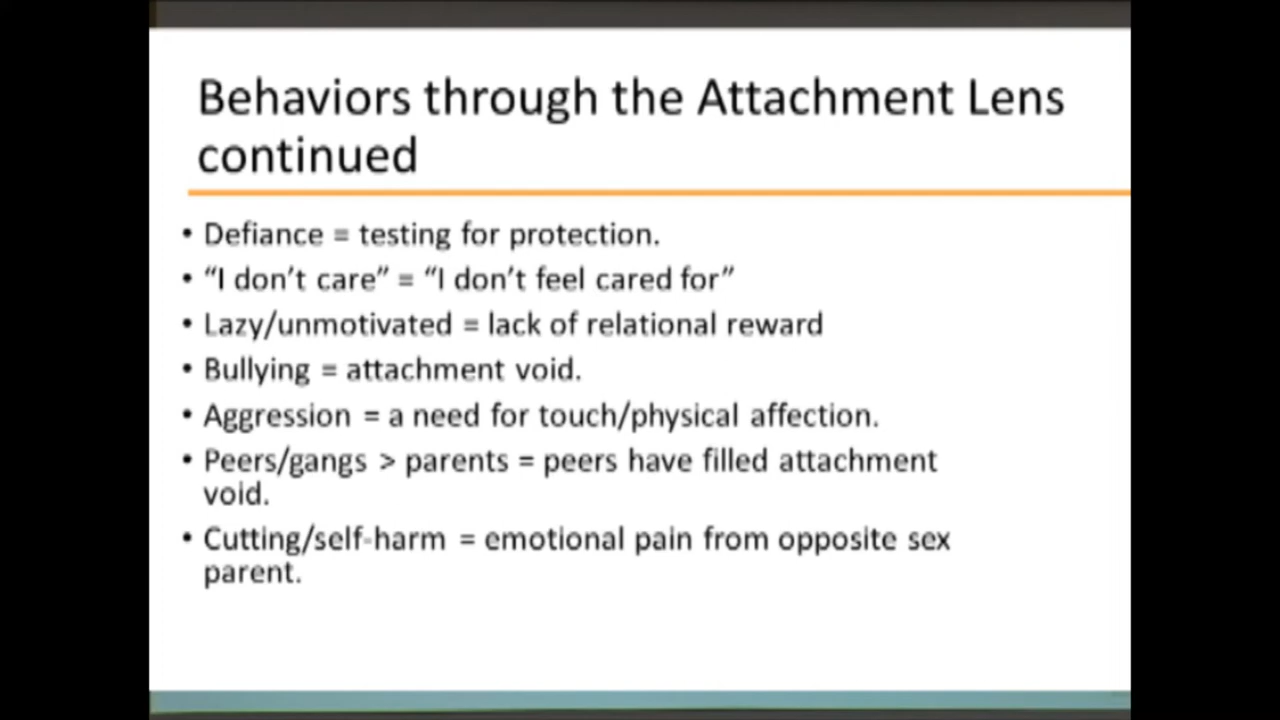 Behaviors through the Attachment Lens
continued
• Defiance = testing for protection.
• “I don’t care” = “I don’t feel cared for”
• Lazy/unmotivated = lack of relational reward
• Bullying = attachment void.
• Aggression = a need for touch/physical affection.
• Peers/gangs > parents = peers have filled attachment
void.
• Cutting/self-harm = emotional pain from opposite sex
parent.